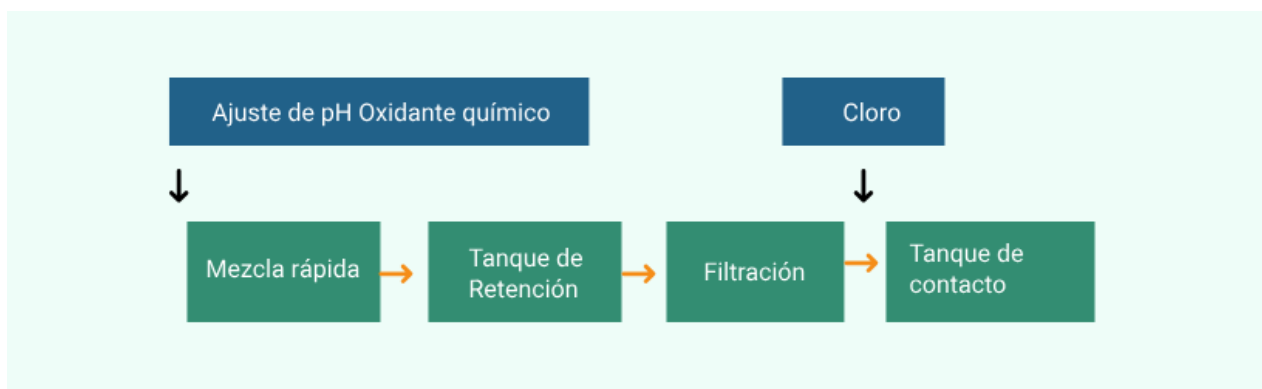 Ajuste de pH Oxidante químico
Cloro
Mezcla rápida
Tanque de
Retención
Filtración
Tanque de
contacto